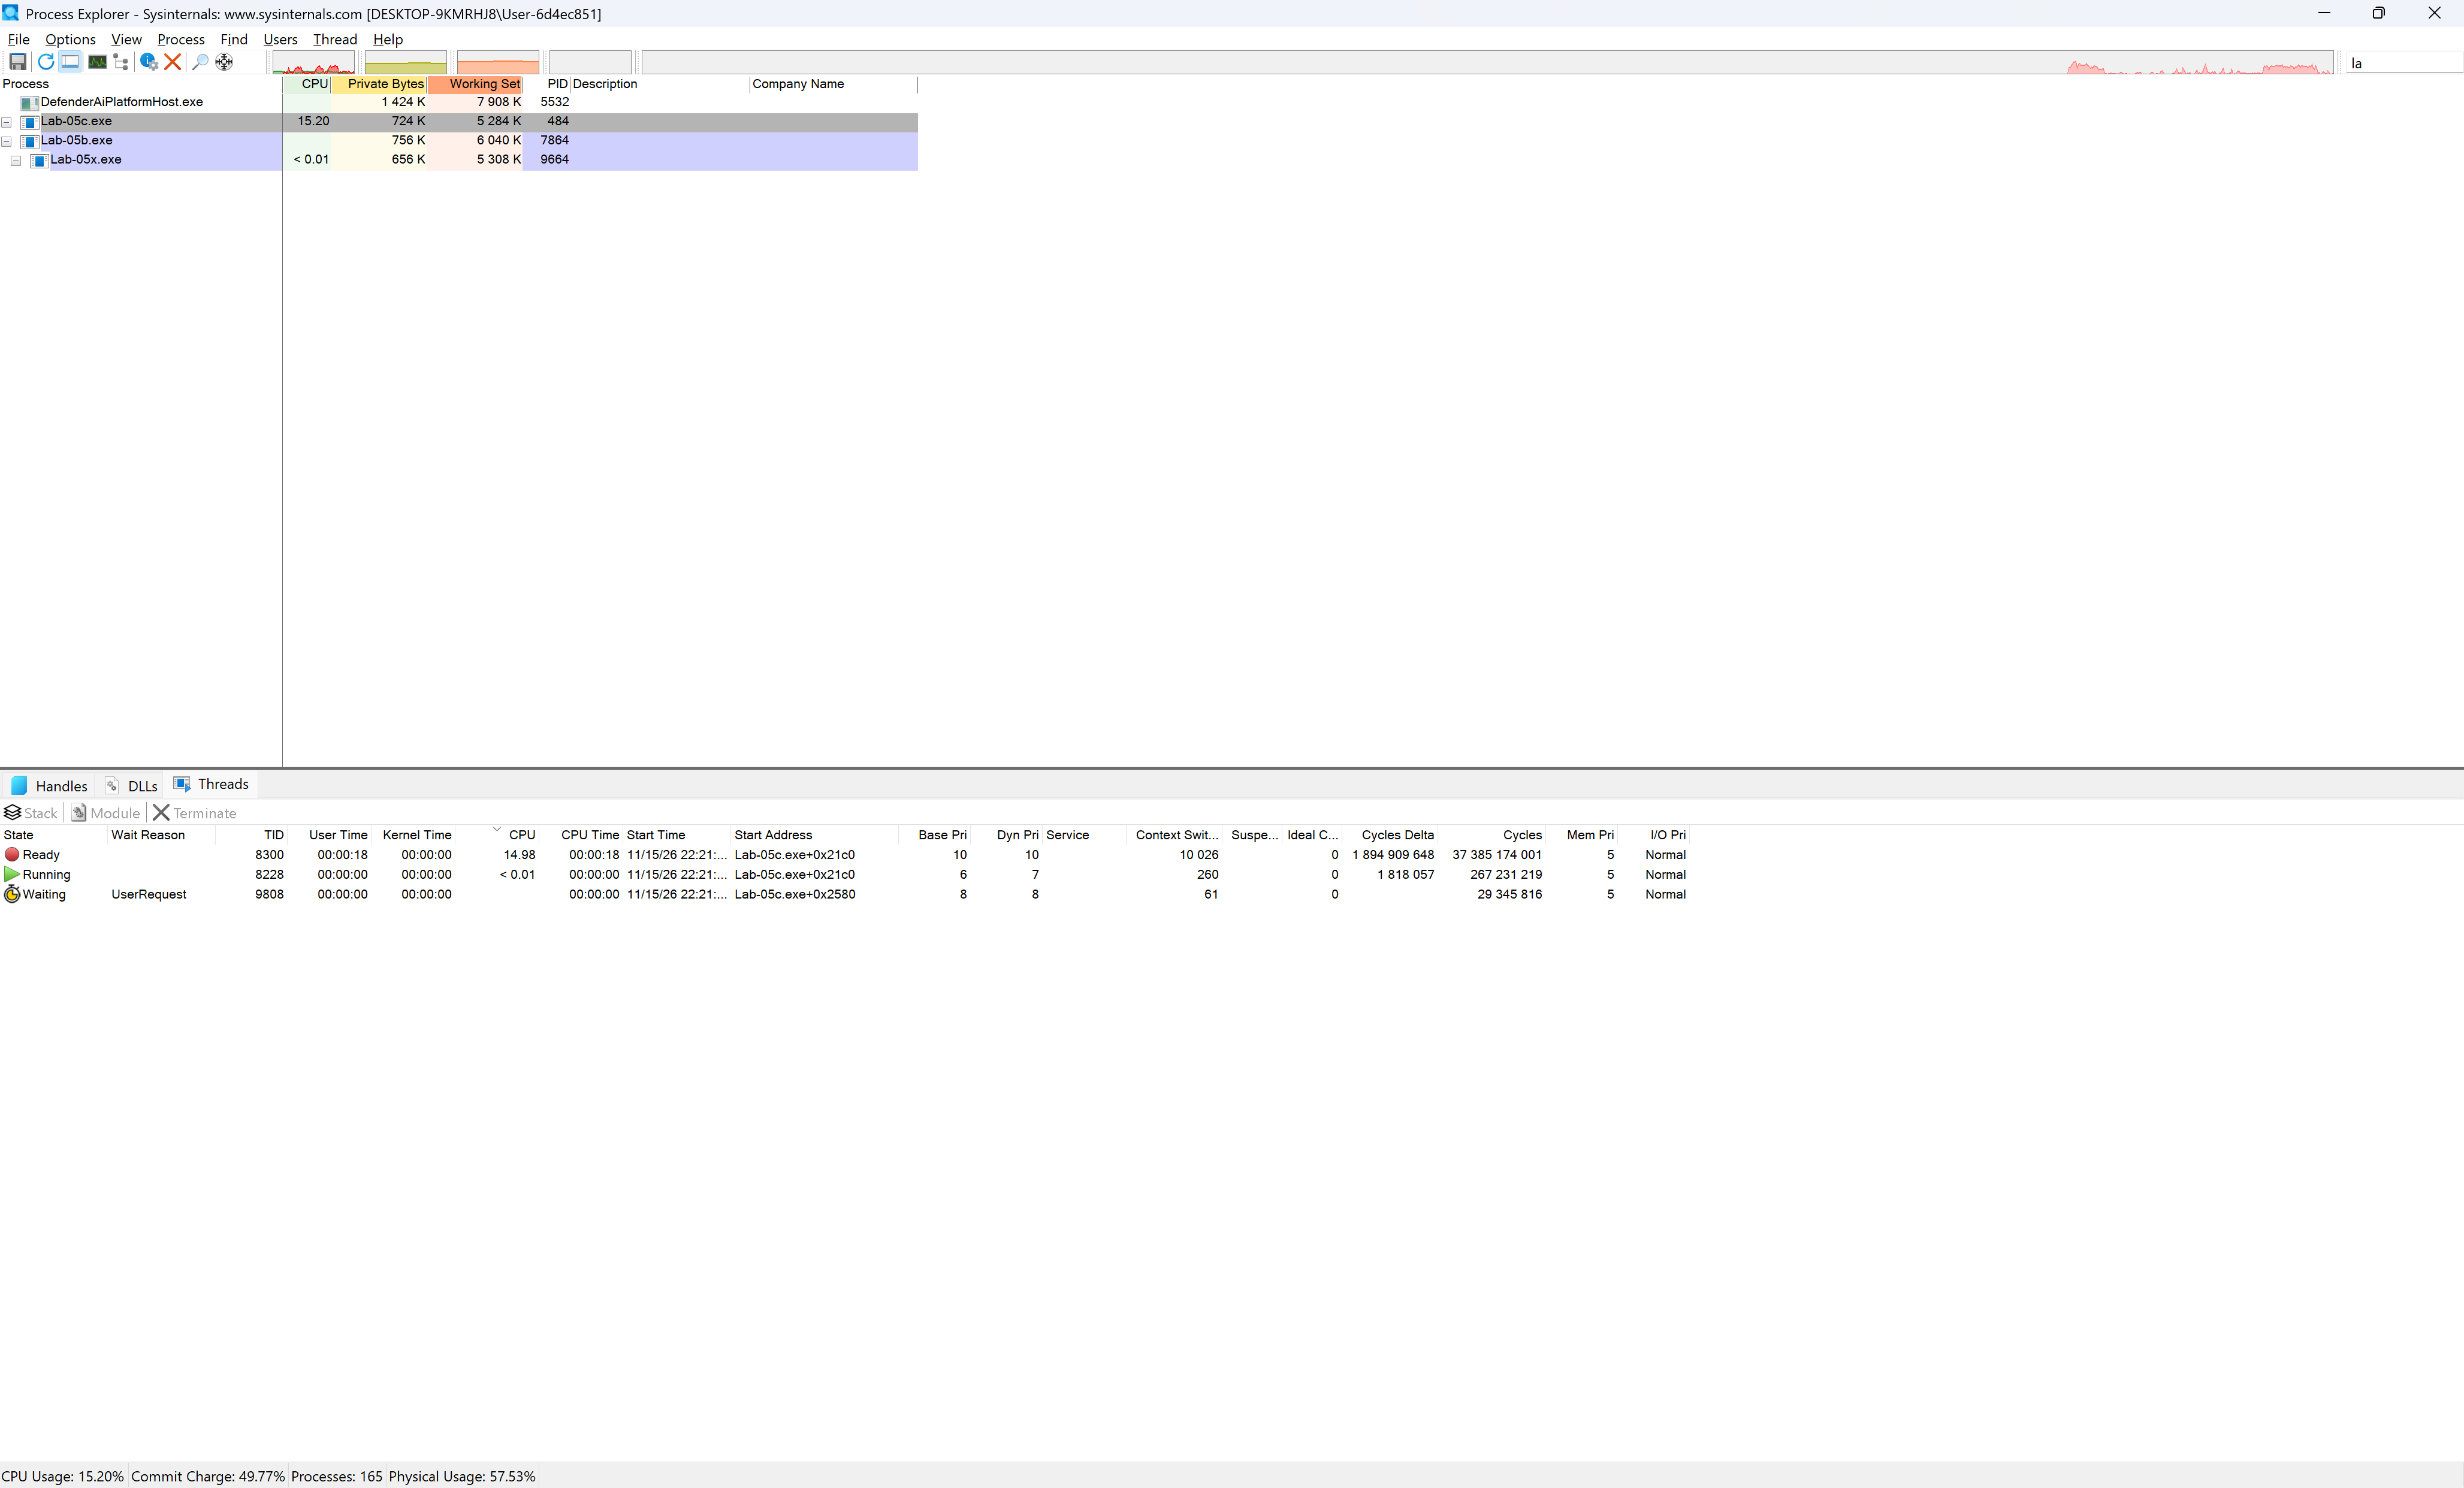 Process Explorer - Sysinternals: www.sysinternals.com [DESKTOP-9KMRHJ8\User-6d4ec851]
File Options View Process Find Users Thread Help
la
Process CPU Private Bytes Working Set PID Description Company Name
DefenderAiPlatformHost.exe 1 424 K 7 908 K 5532
Lab-05c.exe 15.20 724 K 5 284 K 484
Lab-05b.exe 756 K 6 040 K 7864
Lab-05x.exe < 0.01 656 K 5 308 K 9664
Handles DLLs Threads
Stack Module Terminate
State Wait Reason TID User Time Kernel Time CPU CPU Time Start Time Start Address Base Pri Dyn Pri Service Context Swit... Suspe... Ideal C... Cycles Delta Cycles Mem Pri I/O Pri
Ready 8300 00:00:18 00:00:00 14.98 00:00:18 11/15/26 22:21:... Lab-05c.exe+0x21c0 10 10 10 026 0 1 894 909 648 37 385 174 001 5 Normal
Running 8228 00:00:00 00:00:00 < 0.01 00:00:00 11/15/26 22:21:... Lab-05c.exe+0x21c0 6 7 260 0 1 818 057 267 231 219 5 Normal
Waiting UserRequest 9808 00:00:00 00:00:00 00:00:00 11/15/26 22:21:... Lab-05c.exe+0x2580 8 8 61 0 29 345 816 5 Normal
CPU Usage: 15.20% Commit Charge: 49.77% Processes: 165 Physical Usage: 57.53%